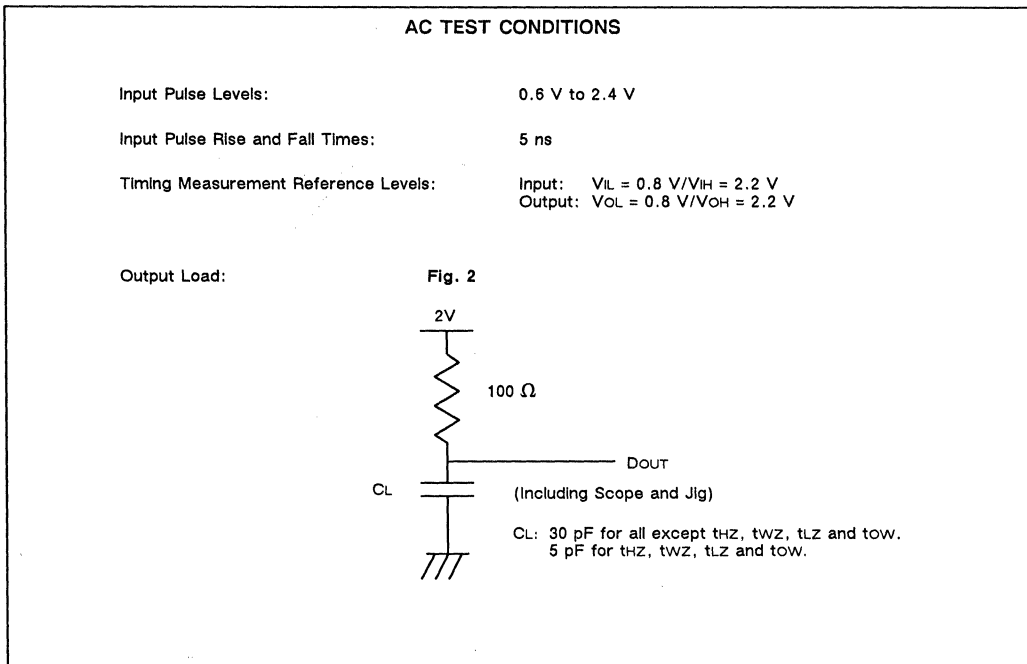 AC TEST CONDITIONS
Input Pulse Levels: 0.6 V to 2.4 V
Input Pulse Rise and Fall Times: 5 ns
Timing Measurement Reference Levels: Input: VIL = 0.8 V/VIH = 2.2 V
Output: VOL = 0.8 V/VOH = 2.2 V
Output Load: Fig. 2
2V
100 Ω
DOUT
CL (Including Scope and Jig)
CL: 30 pF for all except tHZ, tWZ, tLZ and tOW.
5 pF for tHZ, tWZ, tLZ and tOW.